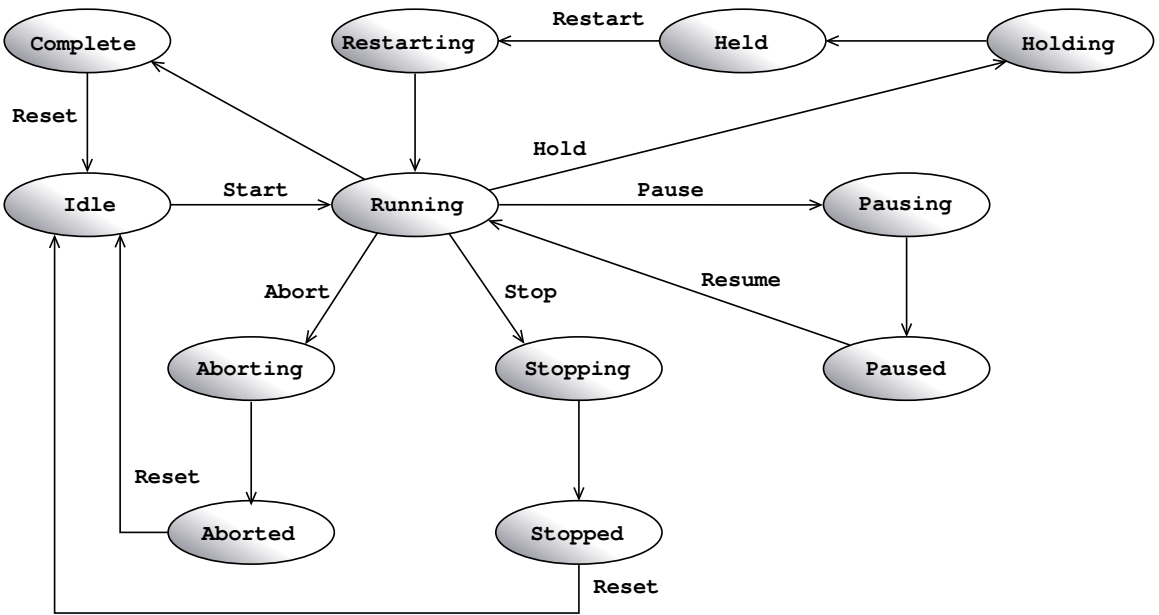 Restart
Complete
Restarting
Held
Holding
Reset
Hold
Start
Pause
Idle
Running
Pausing
Resume
Abort
Stop
Aborting
Stopping
Paused
Reset
Aborted
Stopped
Reset